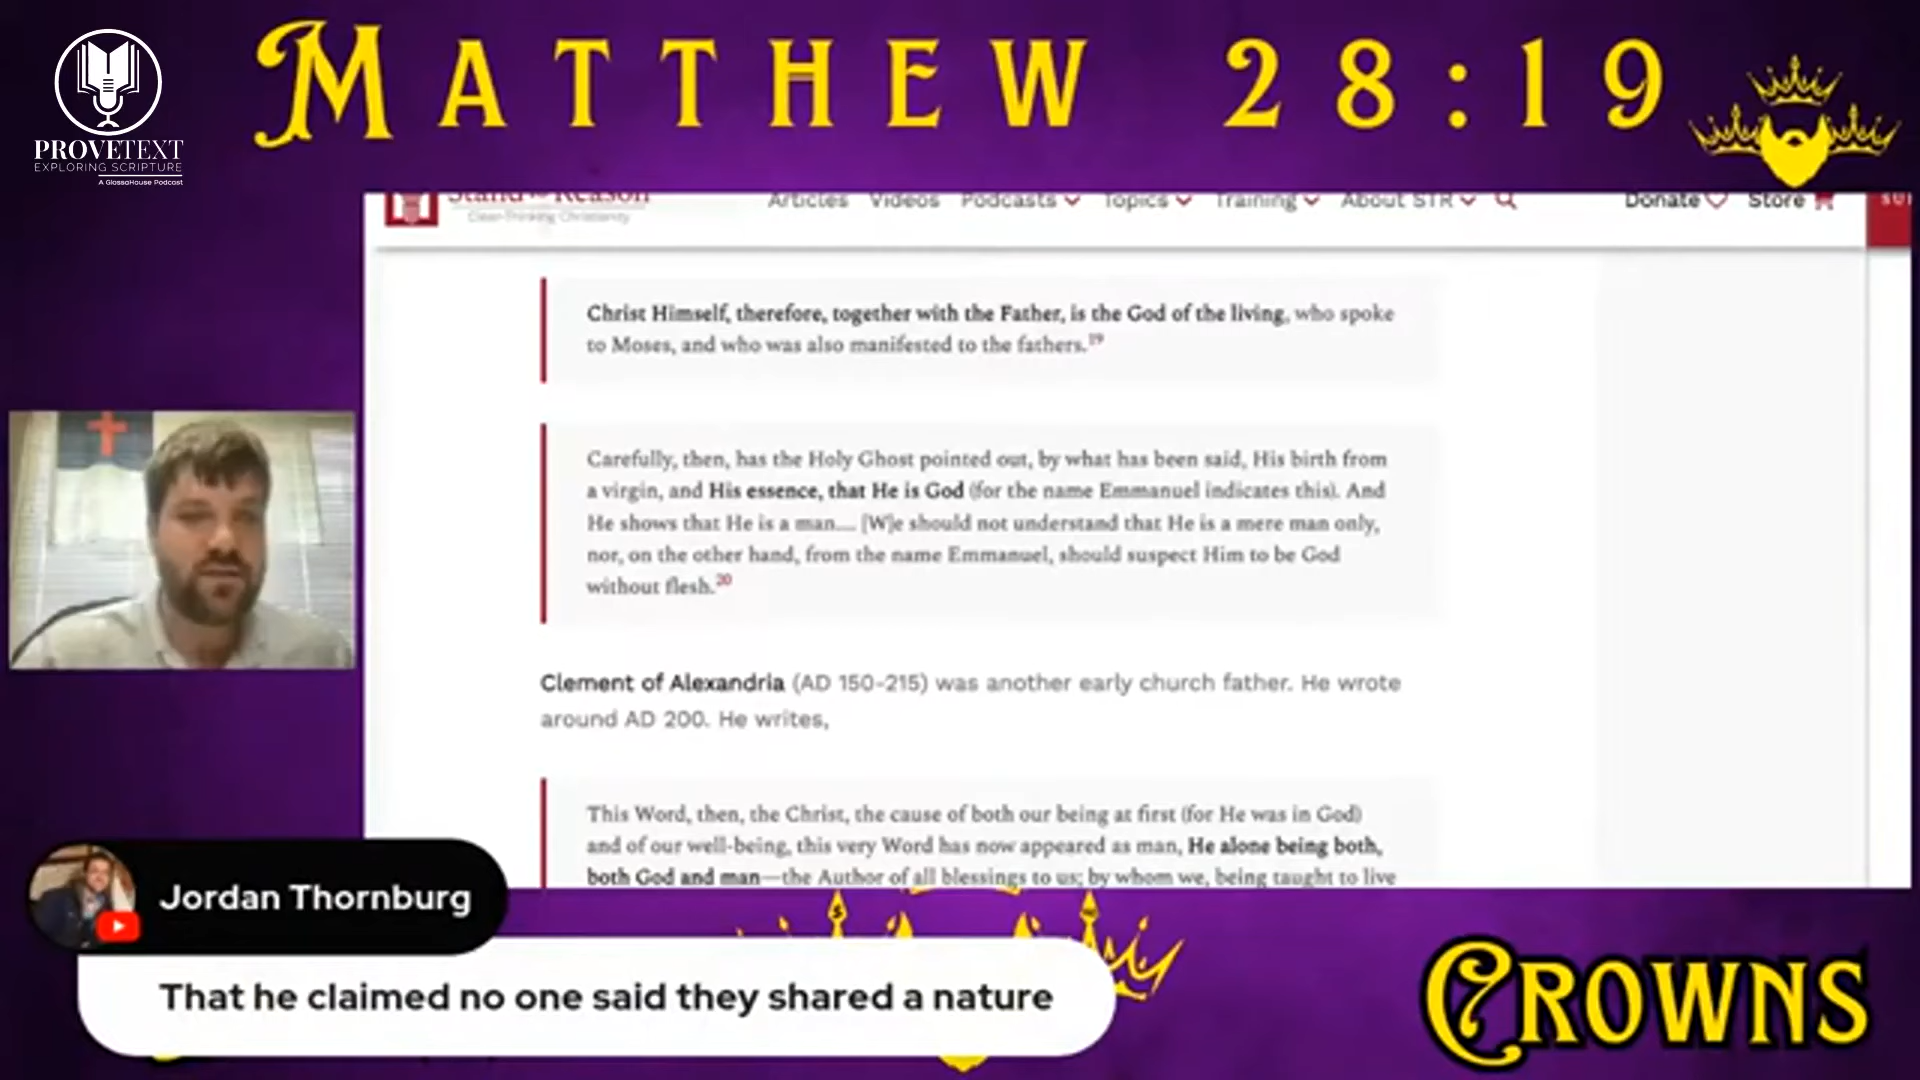 MATTHEW 28:19
PROVETEXT
EXPLORING SCRIPTURE
A GlossaHouse Podcast
Stand to Reason
Clear-Thinking Christianity
Articles Videos Podcasts Topics Training About STR Donate Store
Christ Himself, therefore, together with the Father, is the God of the living, who spoke
to Moses, and who was also manifested to the fathers.19
Carefully, then, has the Holy Ghost pointed out, by what has been said, His birth from
a virgin, and His essence, that He is God (for the name Emmanuel indicates this). And
He shows that He is a man.... [W]e should not understand that He is a mere man only,
nor, on the other hand, from the name Emmanuel, should suspect Him to be God
without flesh.20
Clement of Alexandria (AD 150-215) was another early church father. He wrote
around AD 200. He writes,
This Word, then, the Christ, the cause of both our being at first (for He was in God)
and of our well-being, this very Word has now appeared as man, He alone being both,
both God and man—the Author of all blessings to us; by whom we, being taught to live
Jordan Thornburg
That he claimed no one said they shared a nature
CROWNS